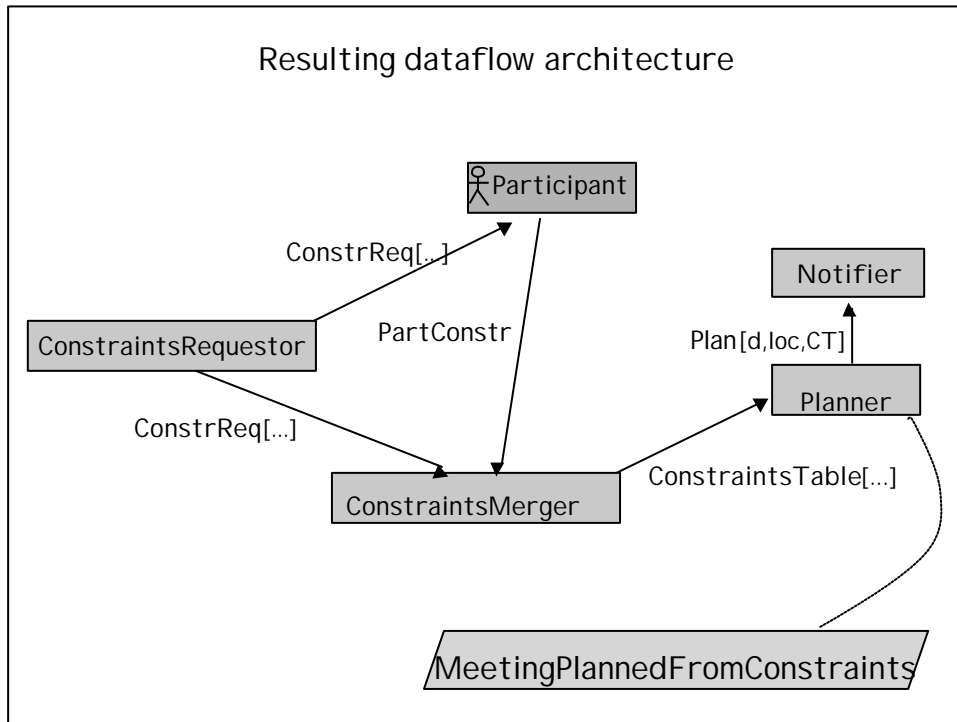 Resulting dataflow architecture
Participant
ConstrReq[...]
Notifier
PartConstr
Plan[d,loc,CT]
ConstraintsRequestor
Planner
ConstrReq[...]
ConstraintsTable[...]
ConstraintsMerger
MeetingPlannedFromConstraints